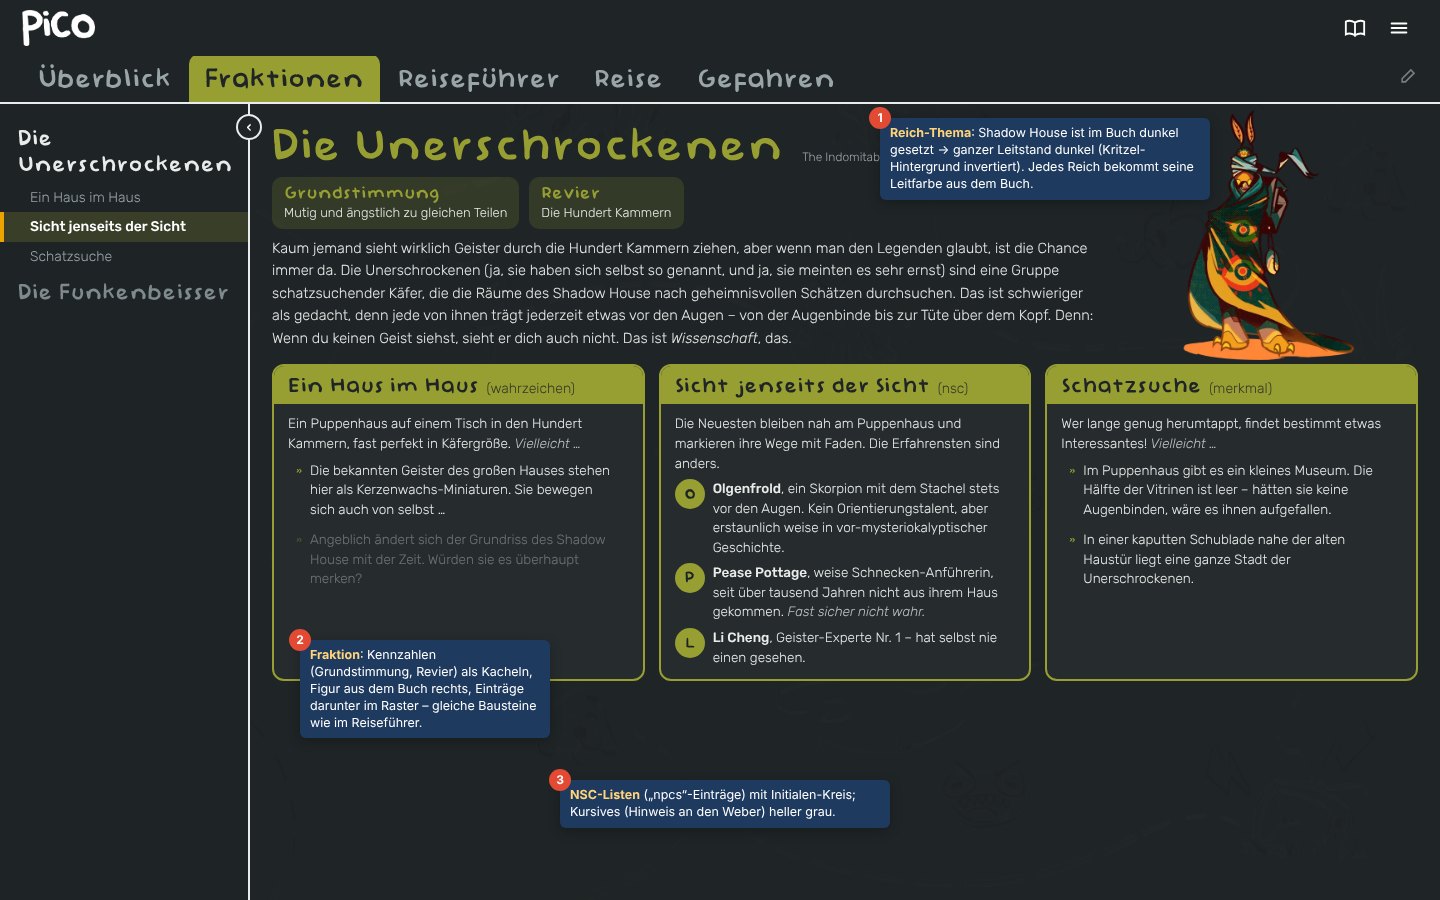 PiCO
Überblick
Fraktionen
Reiseführer
Reise
Gefahren
Die
Unerschrockenen
Ein Haus im Haus
Sicht jenseits der Sicht
Schatzsuche
Die Funkenbeisser
Die Unerschrockenen
The Indomitab
1
Reich-Thema: Shadow House ist im Buch dunkel
gesetzt → ganzer Leitstand dunkel (Kritzel-
Hintergrund invertiert). Jedes Reich bekommt seine
Leitfarbe aus dem Buch.
Grundstimmung
Mutig und ängstlich zu gleichen Teilen
Revier
Die Hundert Kammern
Kaum jemand sieht wirklich Geister durch die Hundert Kammern ziehen, aber wenn man den Legenden glaubt, ist die Chance
immer da. Die Unerschrockenen (ja, sie haben sich selbst so genannt, und ja, sie meinten es sehr ernst) sind eine Gruppe
schatzsuchender Käfer, die die Räume des Shadow House nach geheimnisvollen Schätzen durchsuchen. Das ist schwieriger
als gedacht, denn jede von ihnen trägt jederzeit etwas vor den Augen – von der Augenbinde bis zur Tüte über dem Kopf. Denn:
Wenn du keinen Geist siehst, sieht er dich auch nicht. Das ist Wissenschaft, das.
Ein Haus im Haus (wahrzeichen)
Ein Puppenhaus auf einem Tisch in den Hundert
Kammern, fast perfekt in Käfergröße. Vielleicht …
» Die bekannten Geister des großen Hauses stehen
hier als Kerzenwachs-Miniaturen. Sie bewegen
sich auch von selbst …
» Angeblich ändert sich der Grundriss des Shadow
House mit der Zeit. Würden sie es überhaupt
merken?
Sicht jenseits der Sicht (nsc)
Die Neuesten bleiben nah am Puppenhaus und
markieren ihre Wege mit Faden. Die Erfahrensten sind
anders.
O
Olgenfrold, ein Skorpion mit dem Stachel stets
vor den Augen. Kein Orientierungstalent, aber
erstaunlich weise in vor-mysteriokalyptischer
Geschichte.
P
Pease Pottage, weise Schnecken-Anführerin,
seit über tausend Jahren nicht aus ihrem Haus
gekommen. Fast sicher nicht wahr.
L
Li Cheng, Geister-Experte Nr. 1 – hat selbst nie
einen gesehen.
Schatzsuche (merkmal)
Wer lange genug herumtappt, findet bestimmt etwas
Interessantes! Vielleicht …
» Im Puppenhaus gibt es ein kleines Museum. Die
Hälfte der Vitrinen ist leer – hätten sie keine
Augenbinden, wäre es ihnen aufgefallen.
» In einer kaputten Schublade nahe der alten
Haustür liegt eine ganze Stadt der
Unerschrockenen.
2
Fraktion: Kennzahlen
(Grundstimmung, Revier) als Kacheln,
Figur aus dem Buch rechts, Einträge
darunter im Raster – gleiche Bausteine
wie im Reiseführer.
3
NSC-Listen („npcs“-Einträge) mit Initialen-Kreis;
Kursives (Hinweis an den Weber) heller grau.